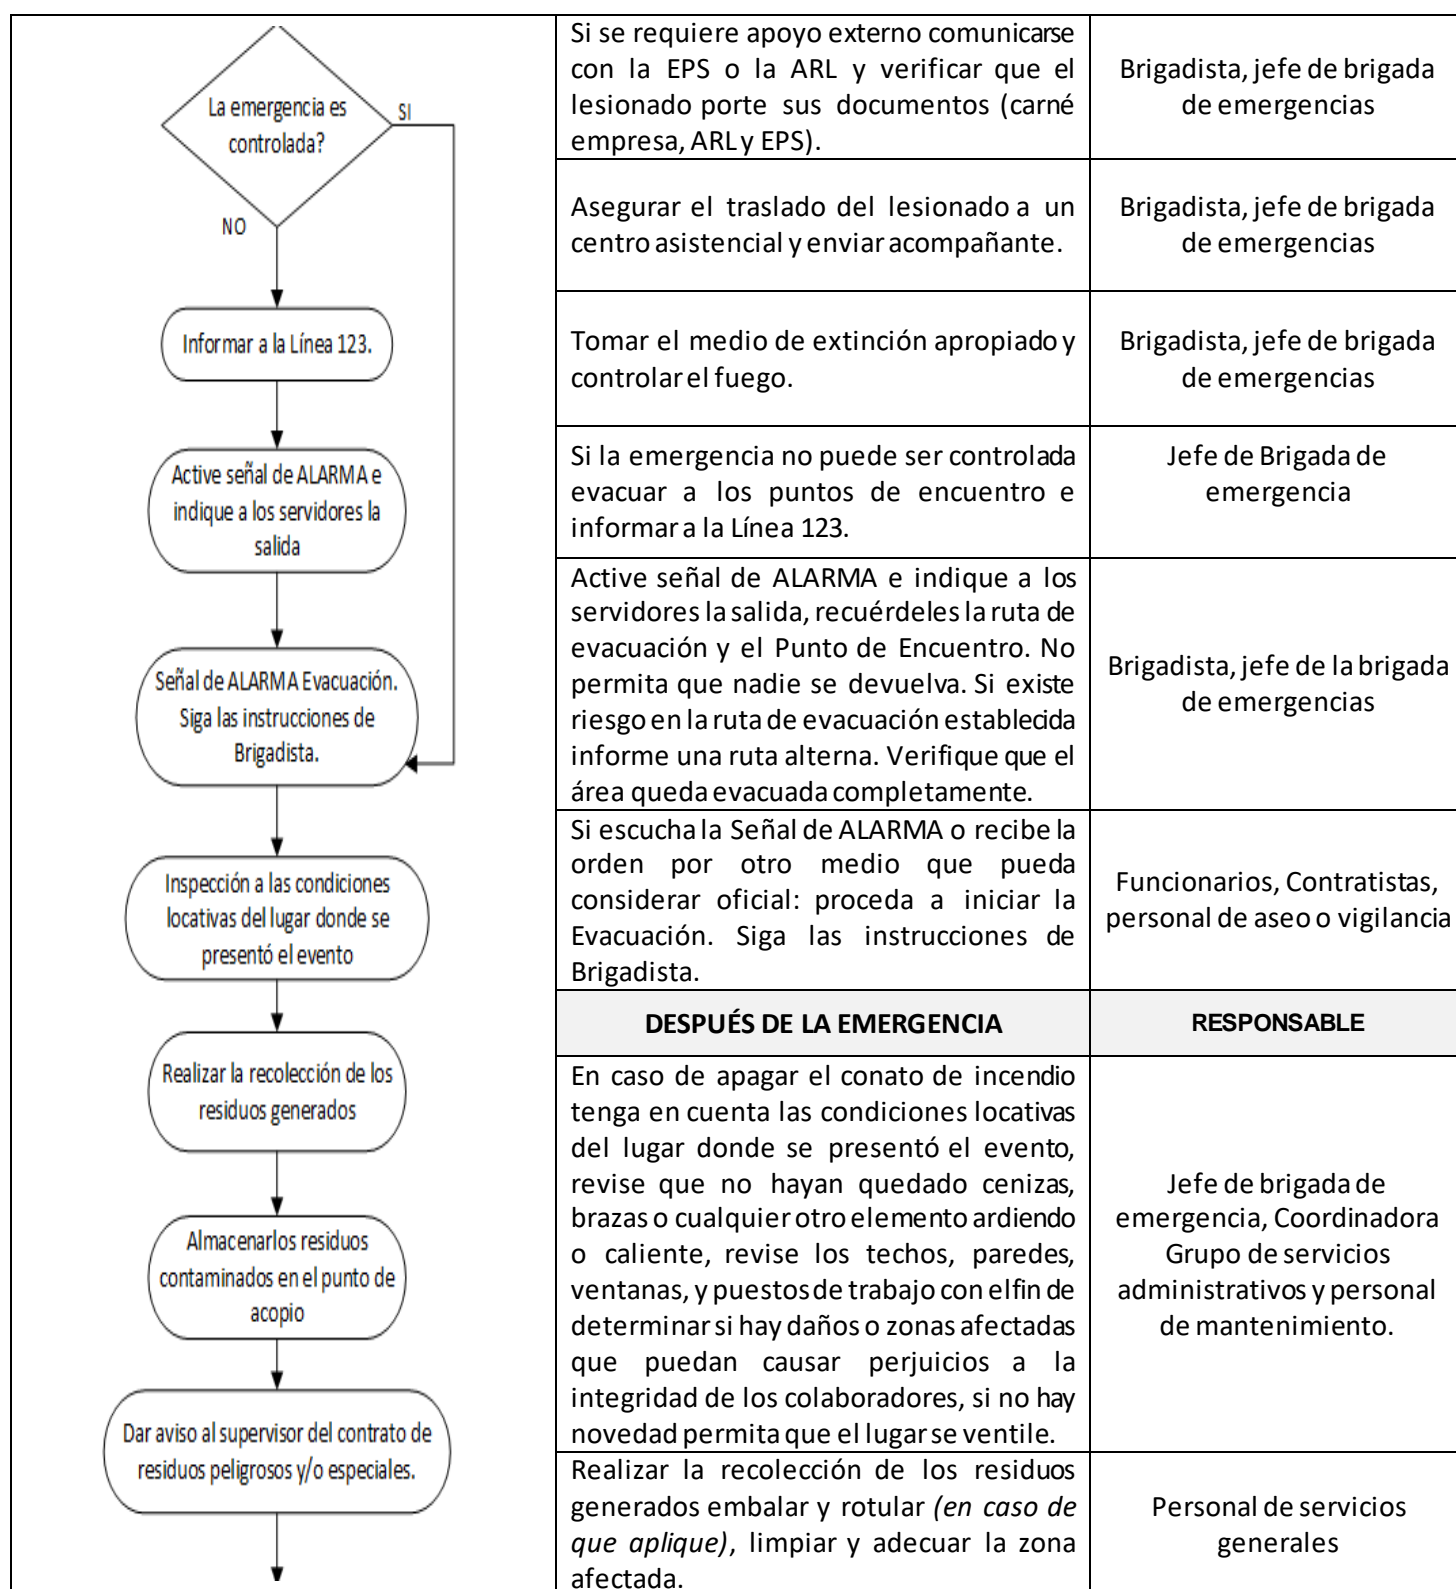 La emergencia es
controlada?
SI
NO
Informar a la Línea 123.
Active señal de ALARMA e
indique a los servidores la
salida
Señal de ALARMA Evacuación.
Siga las instrucciones de
Brigadista.
Inspección a las condiciones
locativas del lugar donde se
presentó el evento
Realizar la recolección de los
residuos generados
Almacenarlos residuos
contaminados en el punto de
acopio
Dar aviso al supervisor del contrato de
residuos peligrosos y/o especiales.
Si se requiere apoyo externo comunicarse
con la EPS o la ARL y verificar que el
lesionado porte sus documentos (carné
empresa, ARL y EPS).
Brigadista, jefe de brigada
de emergencias
Asegurar el traslado del lesionado a un
centro asistencial y enviar acompañante.
Brigadista, jefe de brigada
de emergencias
Tomar el medio de extinción apropiado y
controlar el fuego.
Brigadista, jefe de brigada
de emergencias
Si la emergencia no puede ser controlada
evacuar a los puntos de encuentro e
informar a la Línea 123.
Jefe de Brigada de
emergencia
Active señal de ALARMA e indique a los
servidores la salida, recuérdeles la ruta de
evacuación y el Punto de Encuentro. No
permita que nadie se devuelva. Si existe
riesgo en la ruta de evacuación establecida
informe una ruta alterna. Verifique que el
área queda evacuada completamente.
Brigadista, jefe de la brigada
de emergencias
Si escucha la Señal de ALARMA o recibe la
orden por otro medio que pueda
considerar oficial: proceda a iniciar la
Evacuación. Siga las instrucciones de
Brigadista.
Funcionarios, Contratistas,
personal de aseo o vigilancia
DESPUÉS DE LA EMERGENCIA
RESPONSABLE
En caso de apagar el conato de incendio
tenga en cuenta las condiciones locativas
del lugar donde se presentó el evento,
revise que no hayan quedado cenizas,
brazas o cualquier otro elemento ardiendo
o caliente, revise los techos, paredes,
ventanas, y puestos de trabajo con el fin de
determinar si hay daños o zonas afectadas
que puedan causar perjuicios a la
integridad de los colaboradores, si no hay
novedad permita que el lugar se ventile.
Jefe de brigada de
emergencia, Coordinadora
Grupo de servicios
administrativos y personal
de mantenimiento.
Realizar la recolección de los residuos
generados embalar y rotular (en caso de
que aplique), limpiar y adecuar la zona
afectada.
Personal de servicios
generales